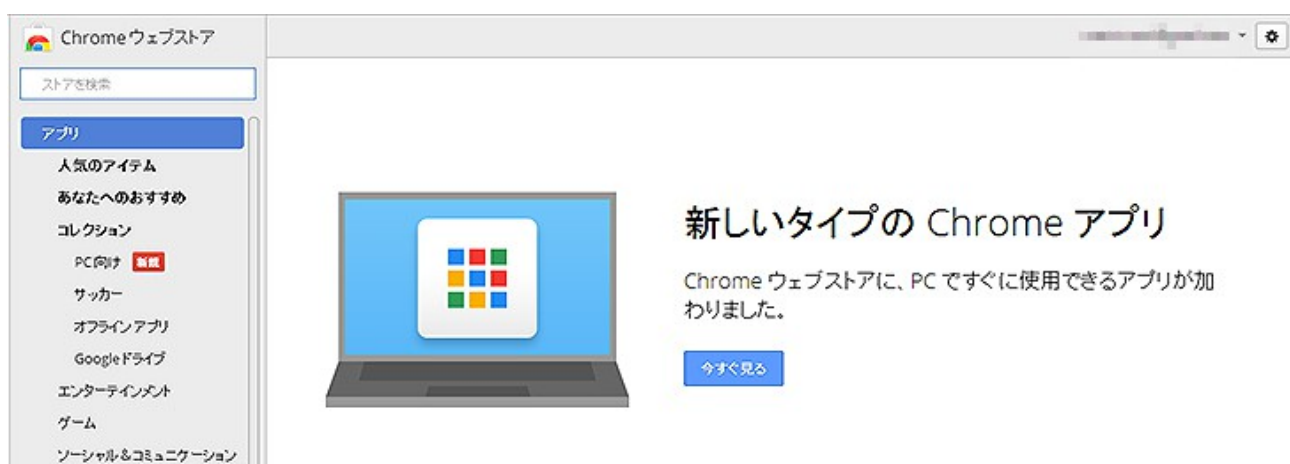 Chrome ウェブストア
ストアを検索
アプリ
人気のアイテム
あなたへのおすすめ
コレクション
PC向け 新規
サッカー
オフライン アプリ
Googleドライブ
エンターテインメント
ゲーム
ソーシャル&コミュニケーション
新しいタイプの Chrome アプリ
Chrome ウェブストアに、PC ですぐに使用できるアプリが加
わりました。
今すぐ見る